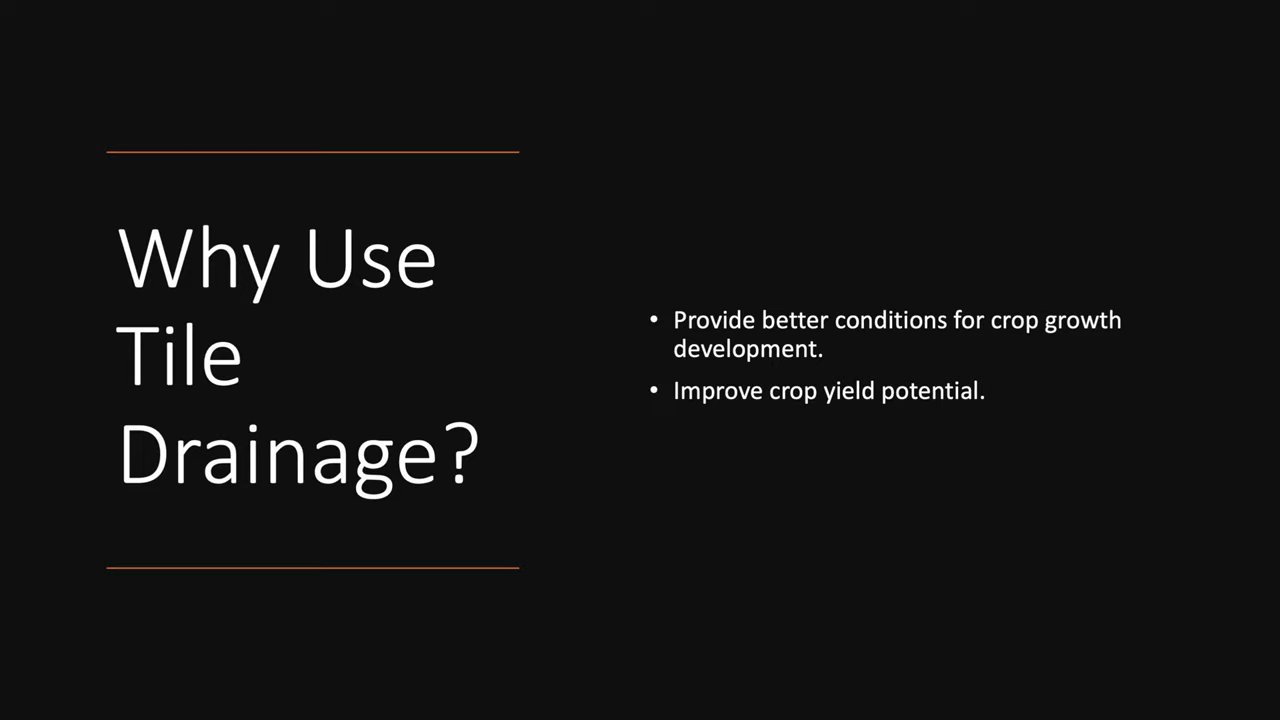 Why Use
Tile
Drainage?
• Provide better conditions for crop growth
development.
• Improve crop yield potential.